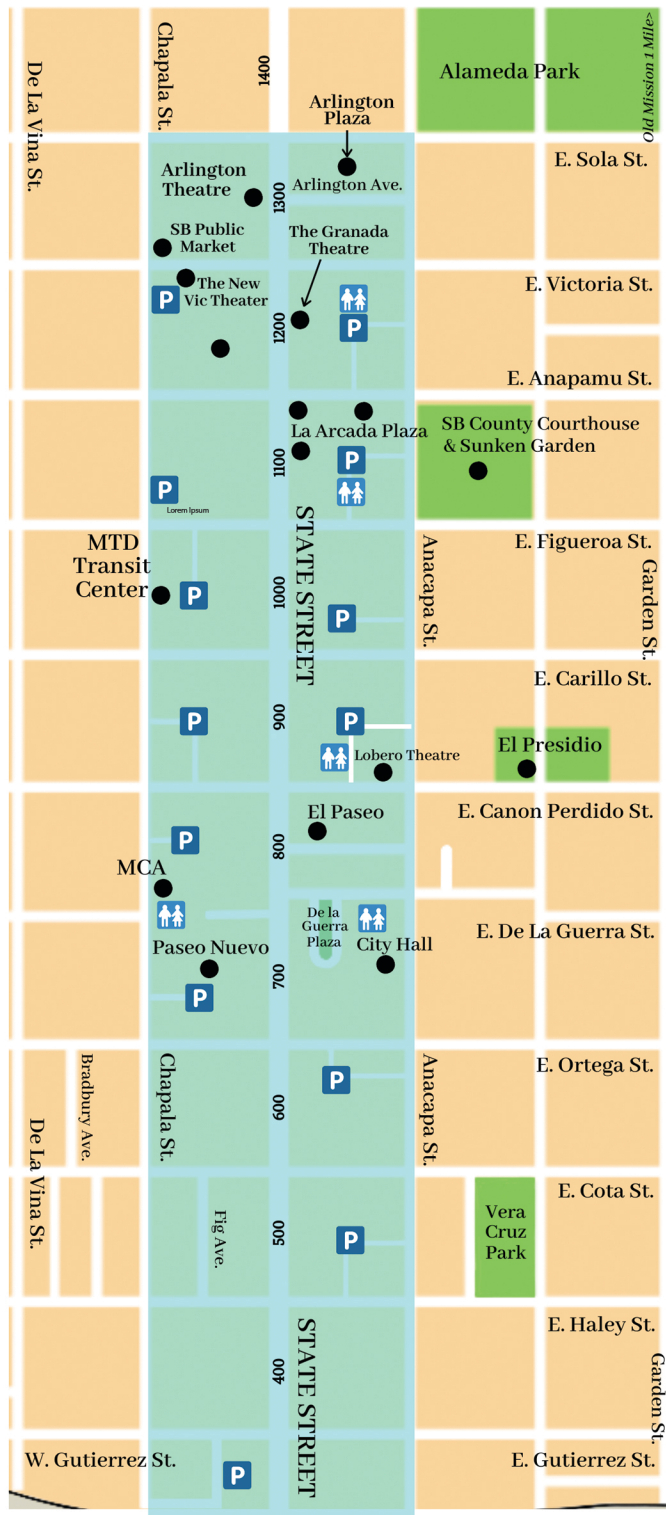 De La Vina St.
Chapala St.
1400
Alameda Park
Old Mission 1 Mile>
Arlington
Plaza
E. Sola St.
Arlington
Theatre
Arlington Ave.
1300
SB Public
Market
The Granada
Theatre
The New
Vic Theater
P
P
E. Victoria St.
1200
E. Anapamu St.
La Arcada Plaza
SB County Courthouse
& Sunken Garden
1100
P
P
Lorem Ipsum
STATE STREET
MTD
Transit
Center
Anacapa St.
E. Figueroa St.
Garden St.
1000
P
P
E. Carillo St.
900
P
P
Lobero Theatre
El Presidio
El Paseo
E. Canon Perdido St.
800
P
MCA
De la
Guerra
Plaza
E. De La Guerra St.
Paseo Nuevo
City Hall
700
P
Bradbury Ave.
Chapala St.
Anacapa St.
E. Ortega St.
P
600
De La Vina St.
E. Cota St.
Fig Ave.
500
P
Vera
Cruz
Park
STATE STREET
E. Haley St.
400
Garden St.
W. Gutierrez St.
P
E. Gutierrez St.